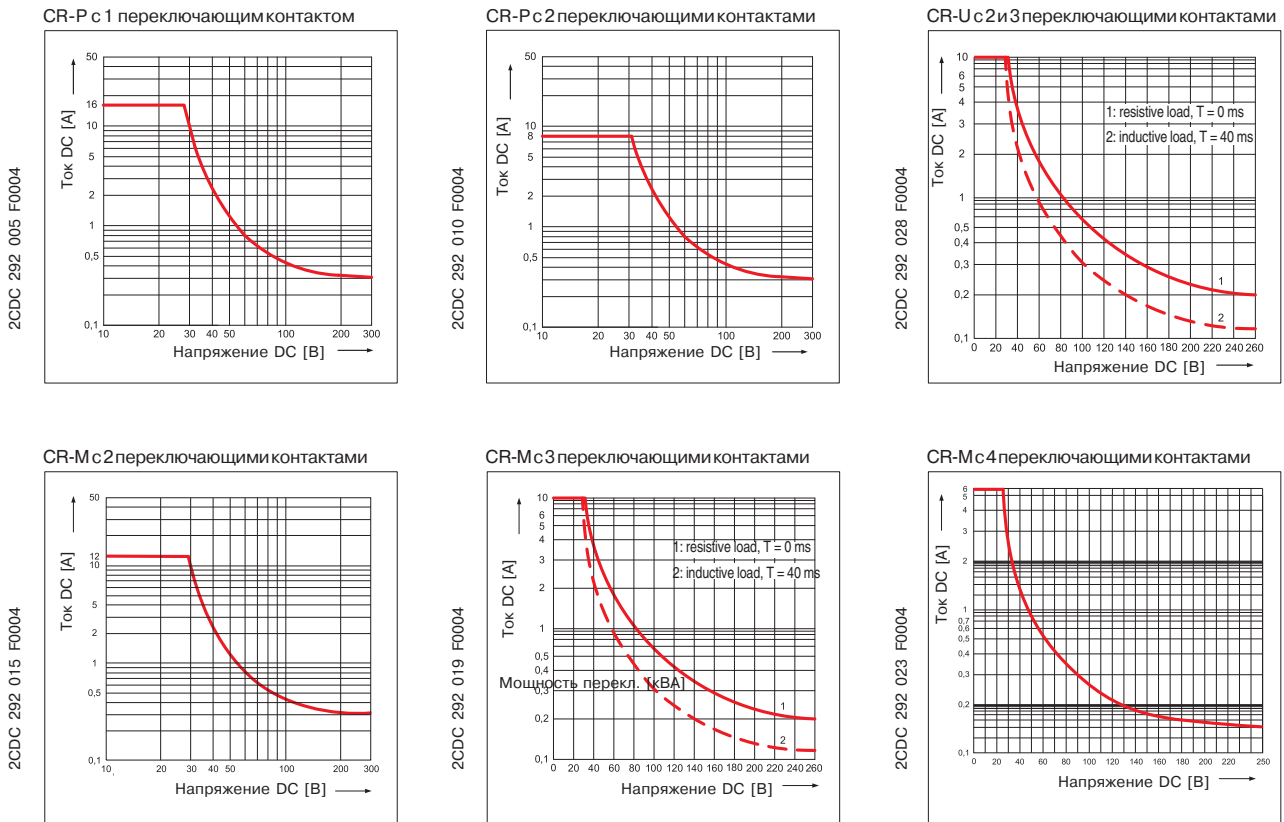 CR-P с 1 переключающим контактом
50
16
10
5
2
1
0,5
0,1
10 20 30 40 50 100 200 300
Ток DC [A]
Напряжение DC [В]
2CDC 292 005 F0004
CR-P с 2 переключающими контактами
50
10
8
5
2
1
0,5
0,1
10 20 30 40 50 100 200 300
Ток DC [A]
Напряжение DC [В]
2CDC 292 010 F0004
CR-U с 2 и 3 переключающими контактами
10
6
5
4
3
2
1
0,5
0,4
0,3
0,2
0,1
1: resistive load, T = 0 ms
2: inductive load, T = 40 ms
1
2
0 20 40 60 80 100 120 140 160 180 200 220 240 260
Ток DC [A]
Напряжение DC [В]
2CDC 292 028 F0004
CR-M с 2 переключающими контактами
50
12
10
5
2
1
0,5
0,1
10 20 30 40 50 100 200 300
Ток DC [A]
Напряжение DC [В]
2CDC 292 015 F0004
CR-M с 3 переключающими контактами
10
6
5
4
3
2
1
0,5
0,4
0,3
0,2
0,1
1: resistive load, T = 0 ms
2: inductive load, T = 40 ms
Мощность перекл. [кВА]
1
2
0 20 40 60 80 100 120 140 160 180 200 220 240 260
Ток DC [A]
Напряжение DC [В]
2CDC 292 019 F0004
CR-M с 4 переключающими контактами
6
5
3
2
1
0,7
0,6
0,5
0,3
0,2
0,1
0 20 40 60 80 100 120 140 160 180 200 220 250
Ток DC [A]
Напряжение DC [В]
2CDC 292 023 F0004